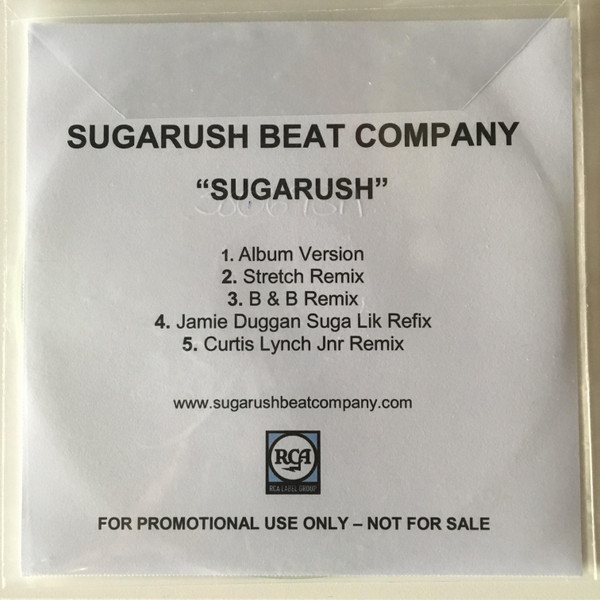 SUGARUSH BEAT COMPANY
“SUGARUSH”
1. Album Version
2. Stretch Remix
3. B & B Remix
4. Jamie Duggan Suga Lik Refix
5. Curtis Lynch Jnr Remix
www.sugarushbeatcompany.com
RCA
RCA LABEL GROUP
FOR PROMOTIONAL USE ONLY – NOT FOR SALE